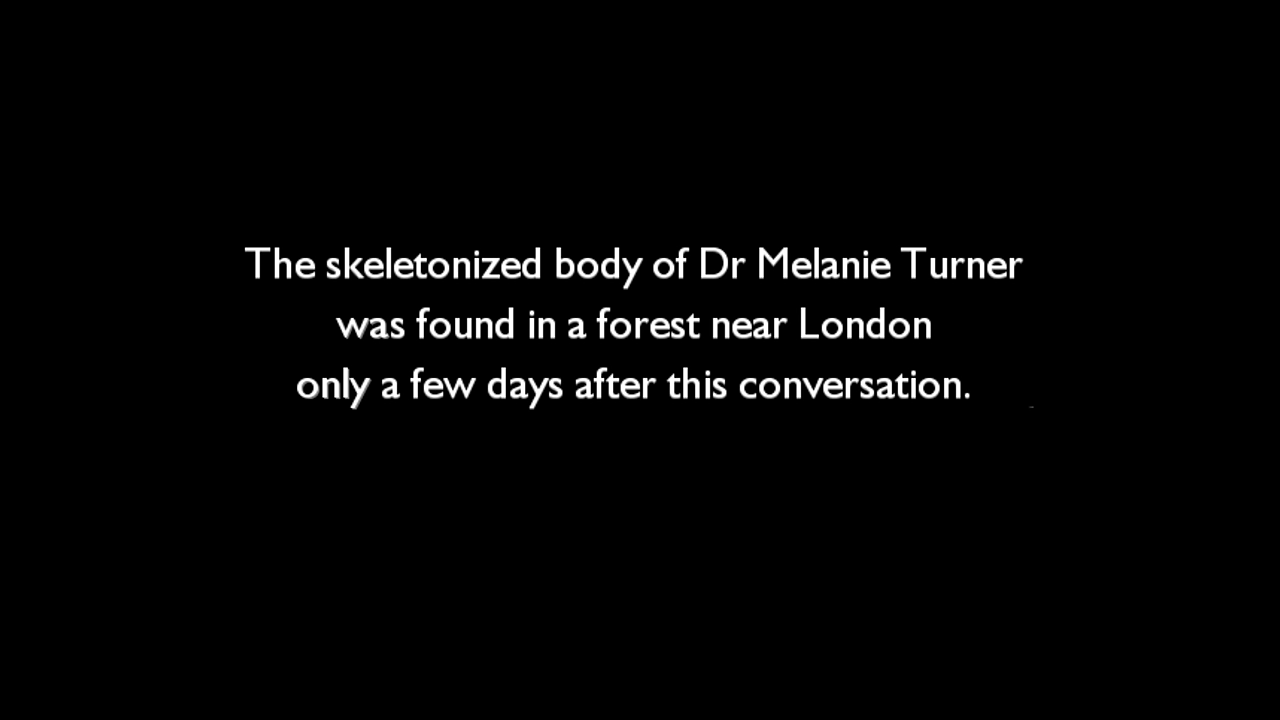 The skeletonized body of Dr Melanie Turner
was found in a forest near London
only a few days after this conversation.